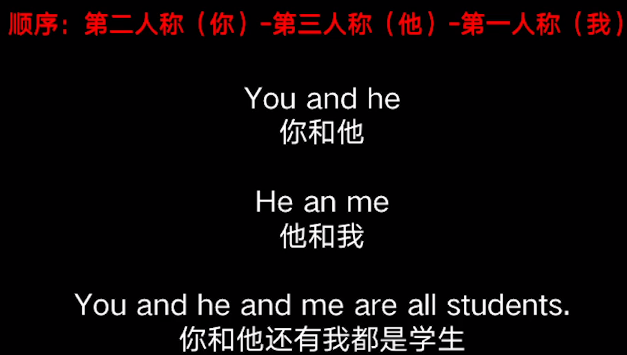 顺序：第二人称（你）-第三人称（他）-第一人称（我）
You and he
你和他
He an me
他和我
You and he and me are all students.
你和他还有我都是学生